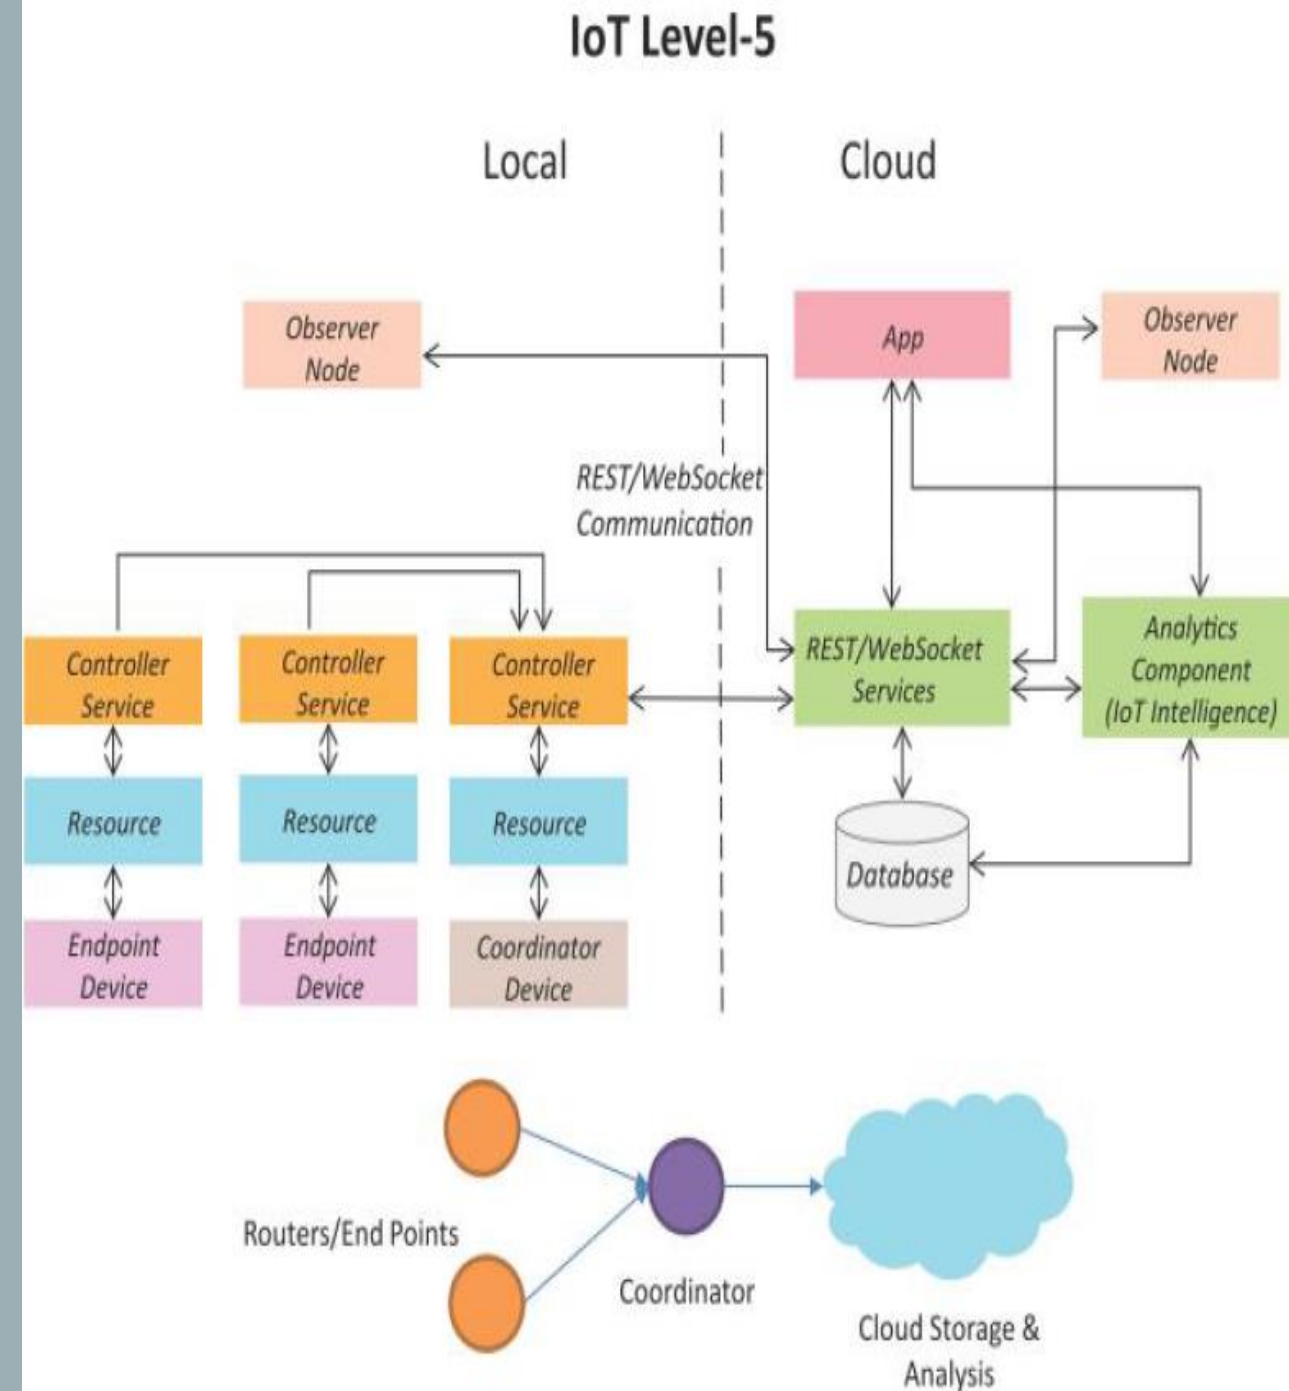 IoT Level-5
Local
Cloud
Observer
Node
App
Observer
Node
REST/WebSocket
Communication
Controller
Service
Controller
Service
Controller
Service
REST/WebSocket
Services
Analytics
Component
(IoT Intelligence)
Resource
Resource
Resource
Database
Endpoint
Device
Endpoint
Device
Coordinator
Device
Routers/End Points
Coordinator
Cloud Storage &
Analysis